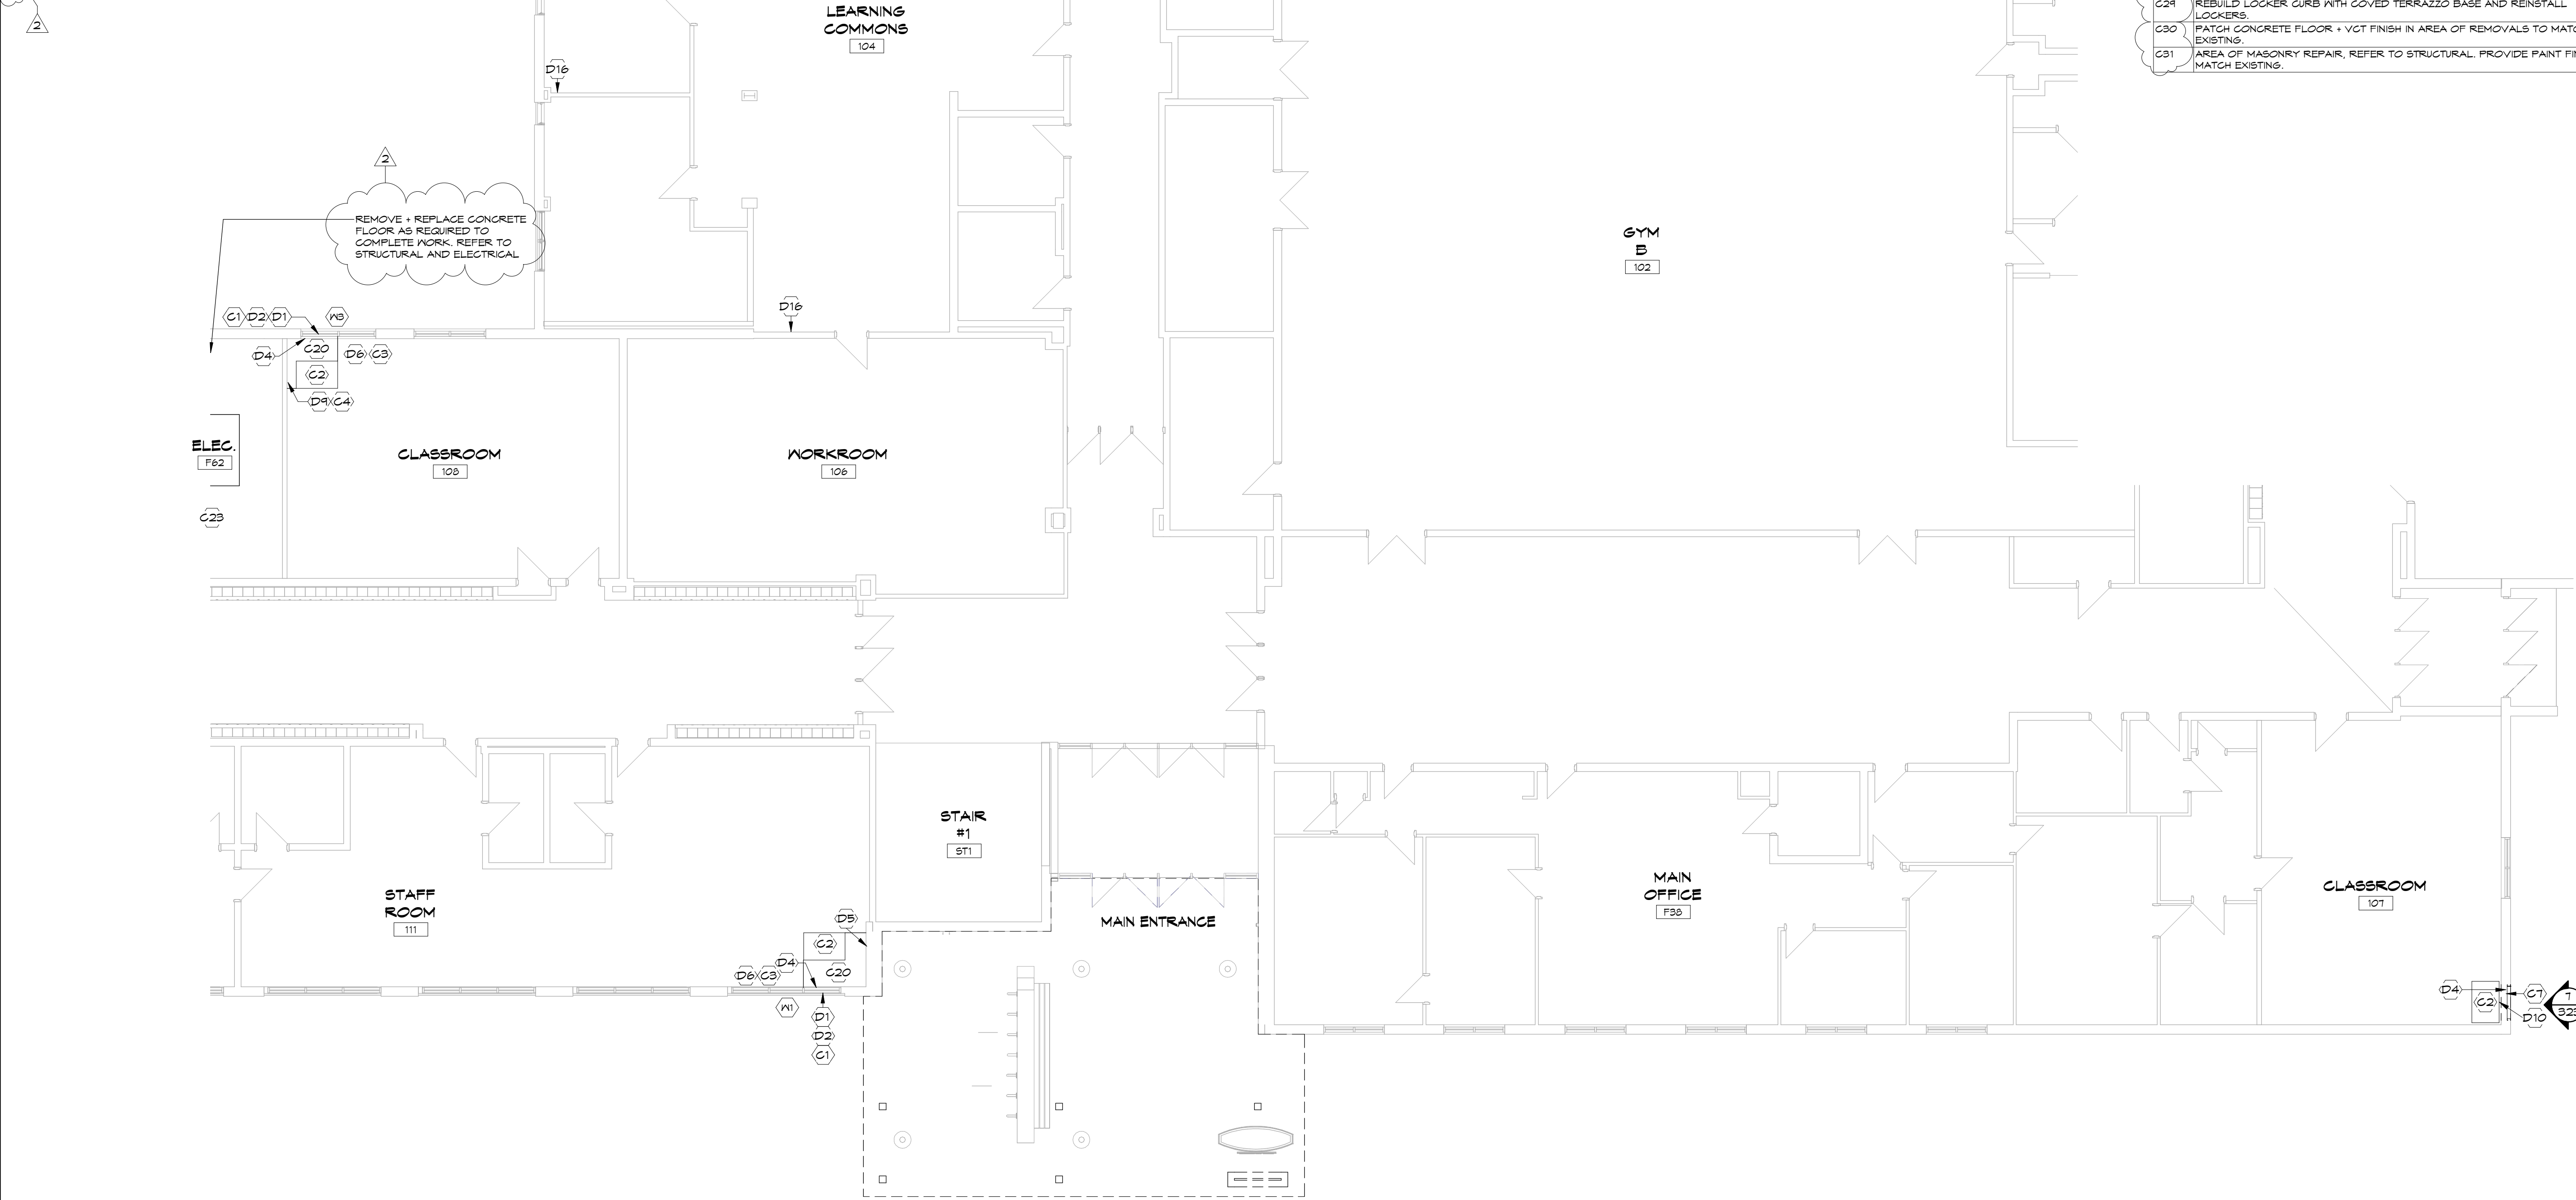 2
LEARNING
COMMONS
104
C29 REBUILD LOCKER CURB WITH COVED TERRAZZO BASE AND REINSTALL
LOCKERS.
C30 PATCH CONCRETE FLOOR + VCT FINISH IN AREA OF REMOVALS TO
EXISTING.
C31 AREA OF MASONRY REPAIR, REFER TO STRUCTURAL. PROVIDE PAINT
MATCH EXISTING.
D16
2
REMOVE + REPLACE CONCRETE
FLOOR AS REQUIRED TO
COMPLETE WORK. REFER TO
STRUCTURAL AND ELECTRICAL
GYM
B
102
D16
C1 D2 D1 W3
D4 C20 D6 C3
C2
D9 C4
ELEC.
F62
CLASSROOM
108
WORKROOM
106
C23
STAIR
#1
ST1
STAFF
ROOM
111
MAIN
OFFICE
F38
CLASSROOM
107
MAIN ENTRANCE
D5
C2
D4
D6 C3 C20
W1
D1
D2
C1
D4
C2
C7
D10
7